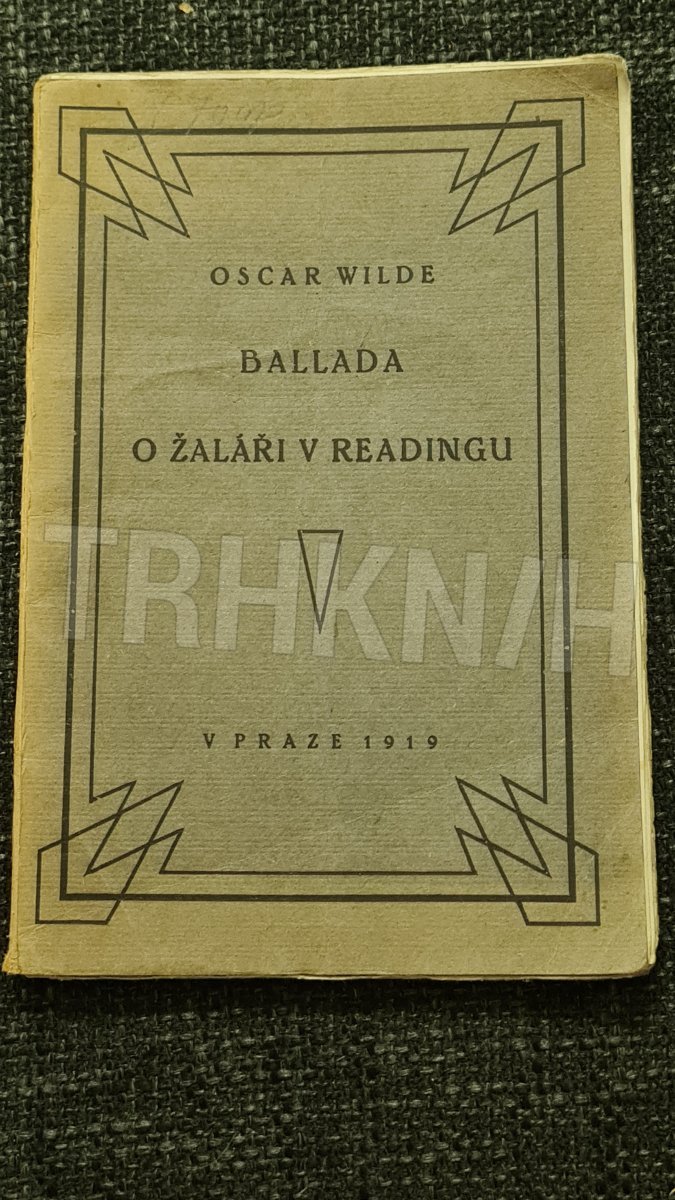 OSCAR WILDE
BALLADA
O ŽALÁŘI V READINGU
TRHKNIH
V PRAZE 1919